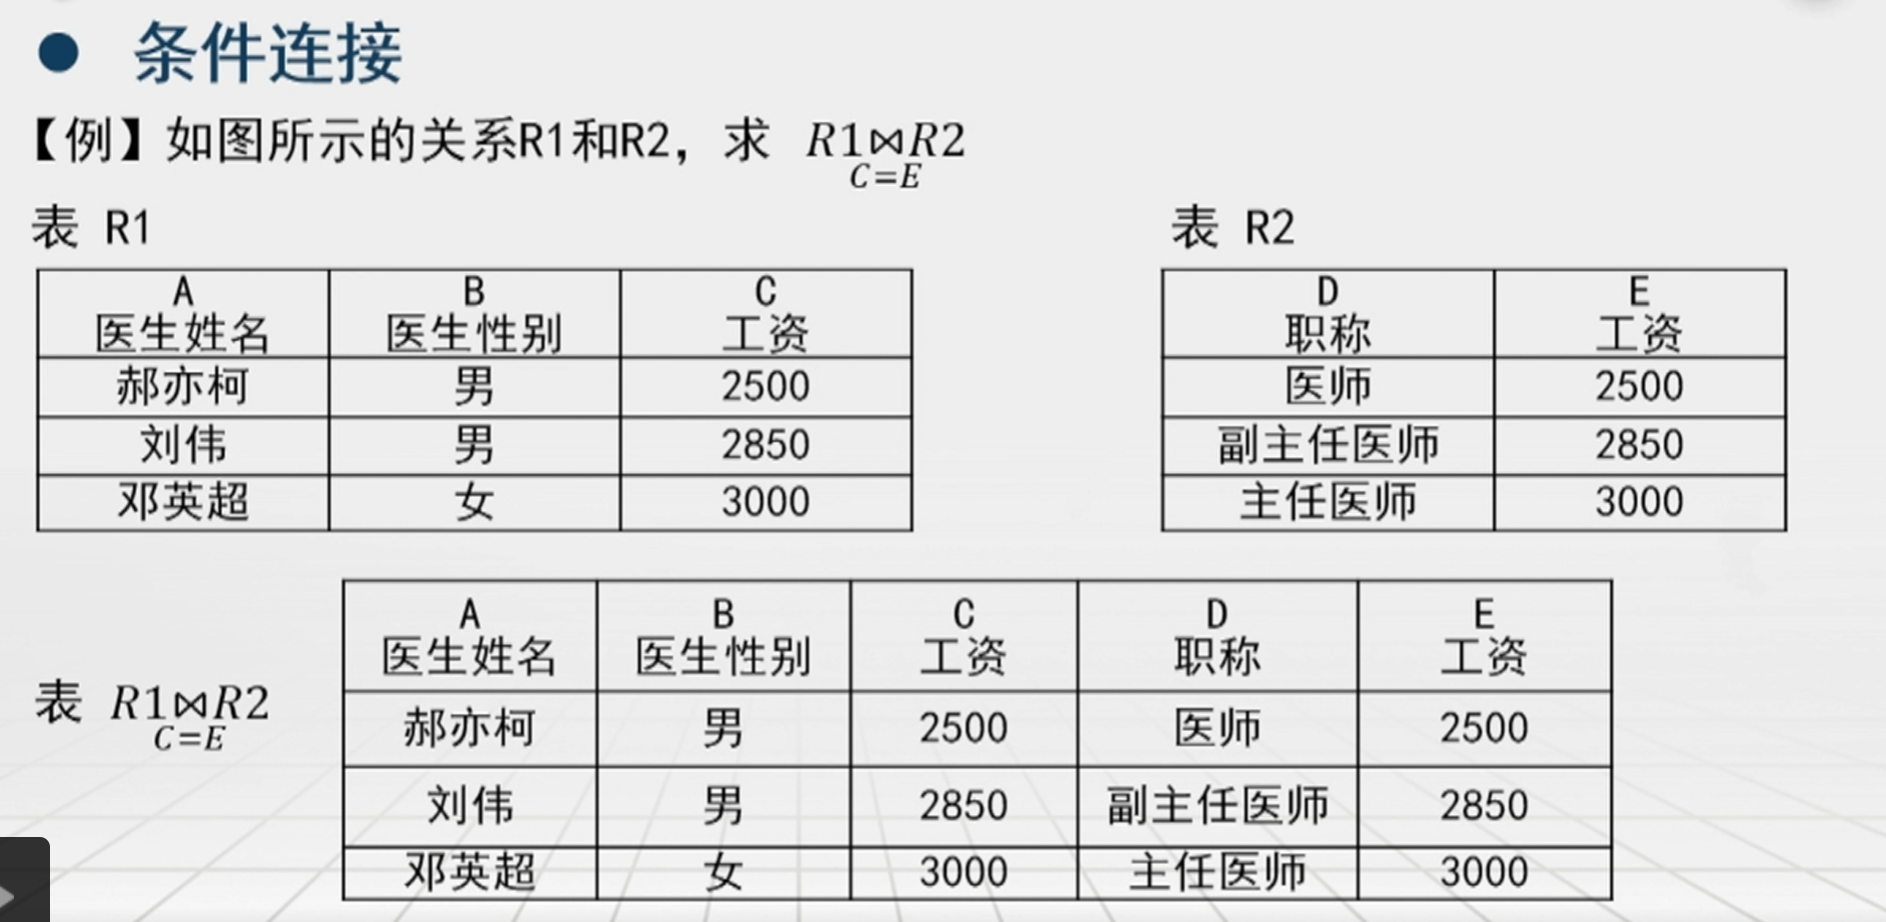 ● 条件连接
【例】如图所示的关系R1和R2，求 R1⋈R2
C=E
表 R1
表 R2
A B C
医生姓名 医生性别 工资
郝亦柯 男 2500
刘伟 男 2850
邓英超 女 3000
D E
职称 工资
医师 2500
副主任医师 2850
主任医师 3000
表 R1⋈R2
C=E
A B C D E
医生姓名 医生性别 工资 职称 工资
郝亦柯 男 2500 医师 2500
刘伟 男 2850 副主任医师 2850
邓英超 女 3000 主任医师 3000